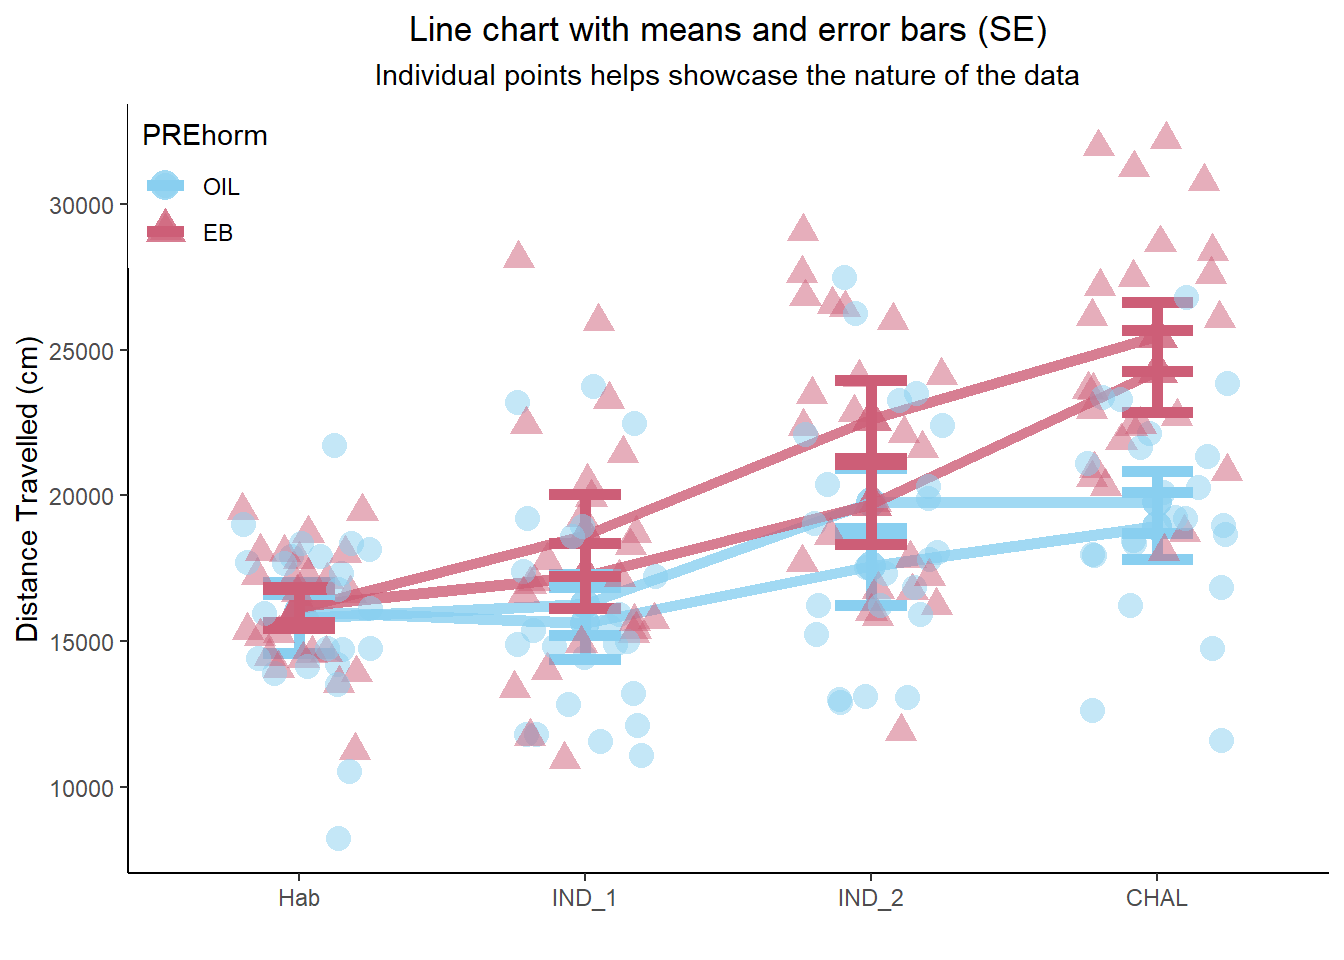 Line chart with means and error bars (SE)
Individual points helps showcase the nature of the data
PREhorm
OIL
EB
Distance Travelled (cm)
30000
25000
20000
15000
10000
Hab
IND_1
IND_2
CHAL